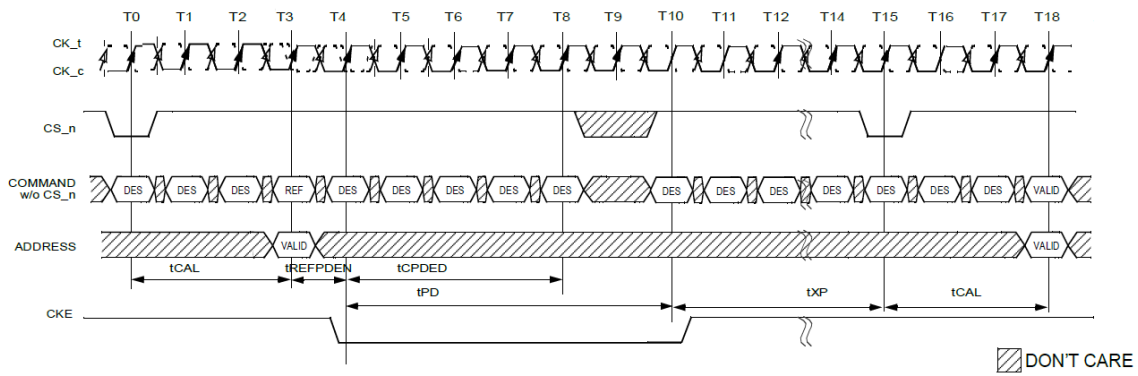 T0 T1 T2 T3 T4 T5 T6 T7 T8 T9 T10 T11 T12 T14 T15 T16 T17 T18
CK_t
CK_c
CS_n
COMMAND
w/o CS_n
DES DES DES REF DES DES DES DES DES DES DES DES DES DES DES DES VALID
ADDRESS
VALID VALID
tCAL tREFPDEN tCPDED
tPD tXP tCAL
CKE
DON'T CARE